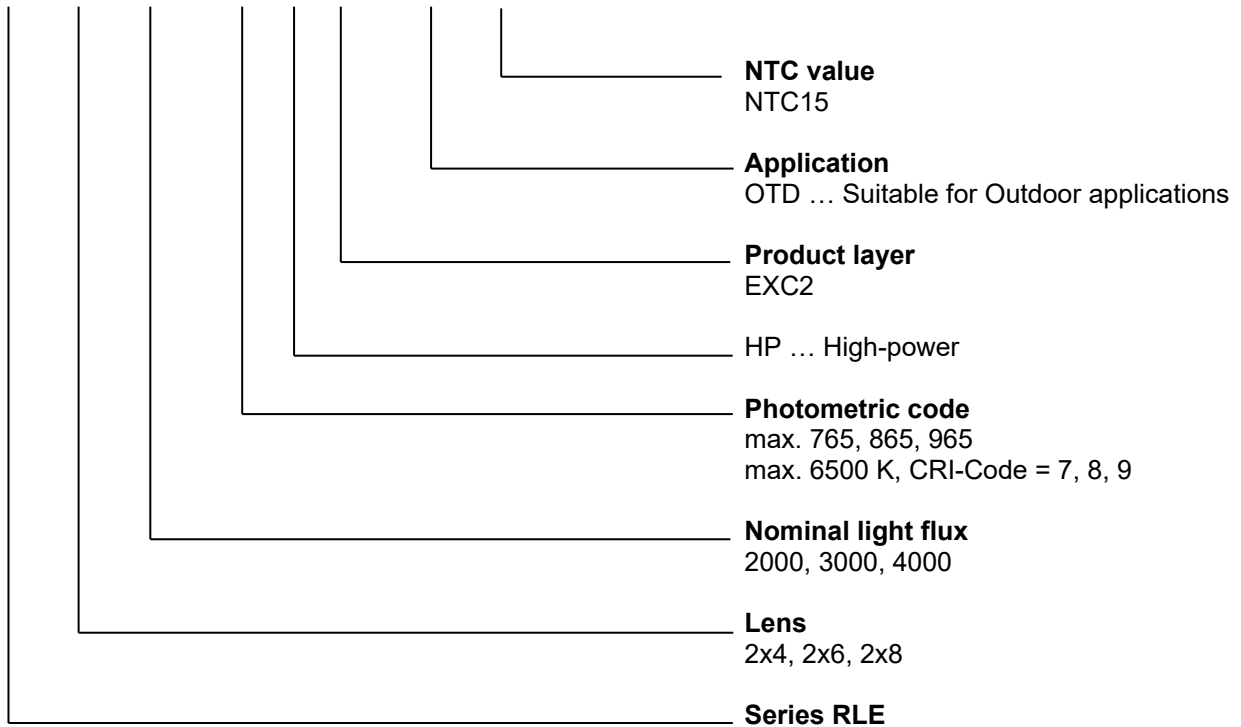 NTC value
NTC15
Application
OTD … Suitable for Outdoor applications
Product layer
EXC2
HP … High-power
Photometric code
max. 765, 865, 965
max. 6500 K, CRI-Code = 7, 8, 9
Nominal light flux
2000, 3000, 4000
Lens
2x4, 2x6, 2x8
Series RLE